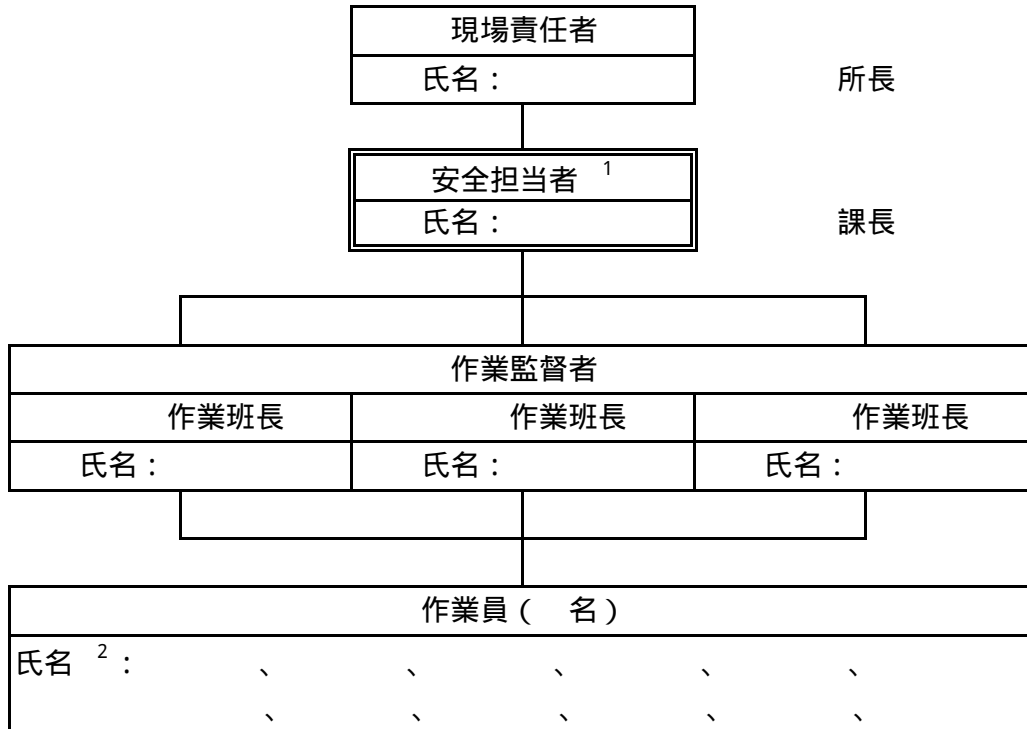 現場責任者
氏名： 所長
安全担当者 1
氏名： 課長
作業監督者
作業班長 作業班長 作業班長
氏名： 氏名： 氏名：
作業員（ 名）
氏名 2 ： 、 、 、 、 、
、 、 、 、 、